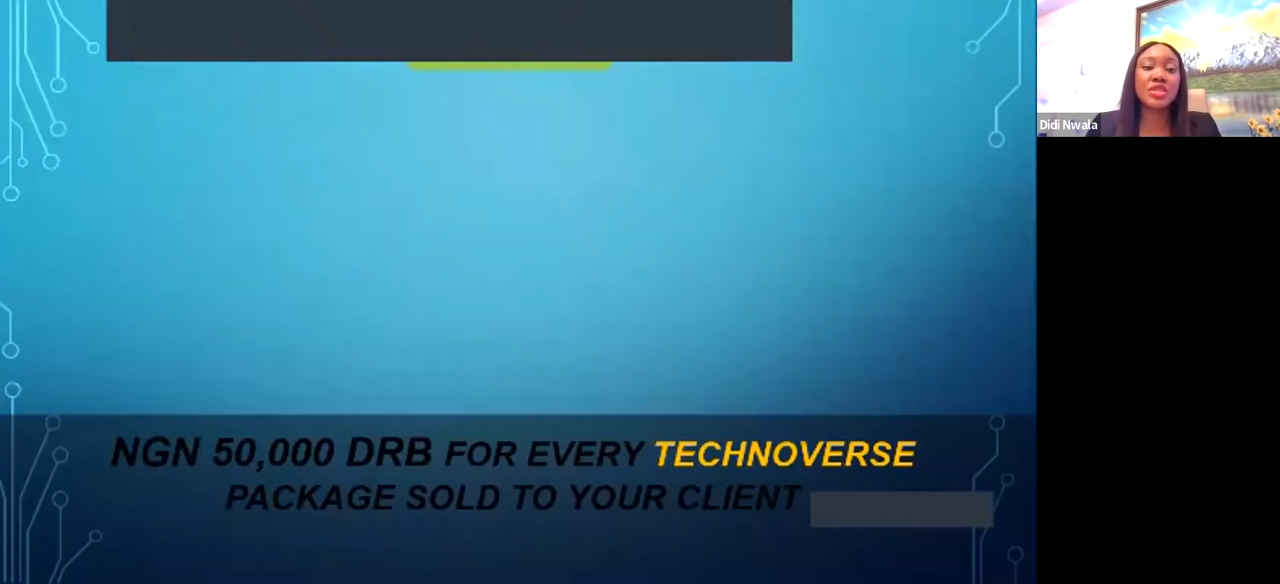 Didi Nwala
NGN 50,000 DRB FOR EVERY TECHNOVERSE
PACKAGE SOLD TO YOUR CLIENT